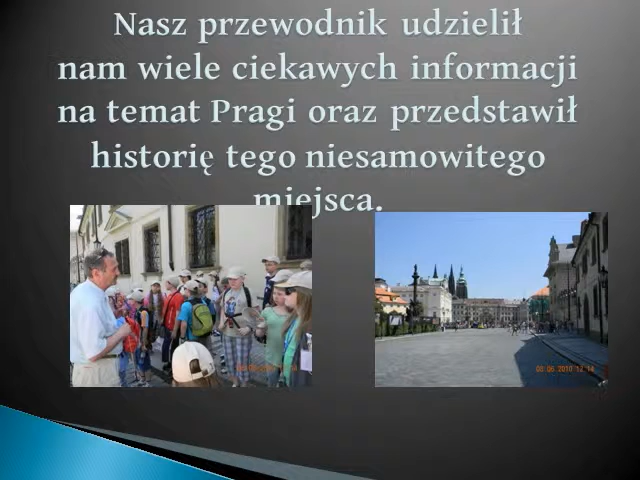 Nasz przewodnik udzielił
nam wiele ciekawych informacji
na temat Pragi oraz przedstawił
historię tego niesamowitego
miejsca.